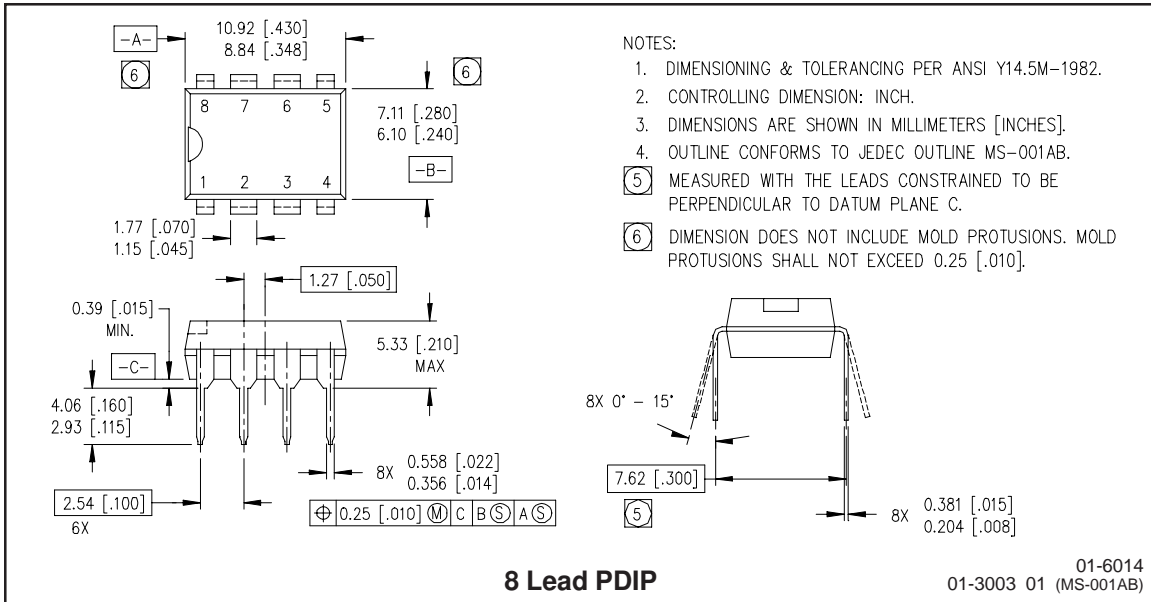 -A-
10.92 [.430]
8.84 [.348]
6
6
8 7 6 5
1 2 3 4
7.11 [.280]
6.10 [.240]
-B-
1.77 [.070]
1.15 [.045]
1.27 [.050]
0.39 [.015]
MIN.
-C-
5.33 [.210]
MAX
4.06 [.160]
2.93 [.115]
8X 0.558 [.022]
0.356 [.014]
2.54 [.100]
6X
⌖ 0.25 [.010] Ⓜ C B Ⓢ A Ⓢ
NOTES:
1. DIMENSIONING & TOLERANCING PER ANSI Y14.5M-1982.
2. CONTROLLING DIMENSION: INCH.
3. DIMENSIONS ARE SHOWN IN MILLIMETERS [INCHES].
4. OUTLINE CONFORMS TO JEDEC OUTLINE MS-001AB.
5 MEASURED WITH THE LEADS CONSTRAINED TO BE
PERPENDICULAR TO DATUM PLANE C.
6 DIMENSION DOES NOT INCLUDE MOLD PROTUSIONS. MOLD
PROTUSIONS SHALL NOT EXCEED 0.25 [.010].
8X 0° - 15°
7.62 [.300]
5
8X 0.381 [.015]
0.204 [.008]
8 Lead PDIP
01-6014
01-3003 01 (MS-001AB)